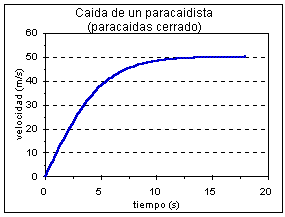 Caida de un paracaidista
(paracaidas cerrado)
60
50
40
30
20
10
0
velocidad (m/s)
0 5 10 15 20
tiempo (s)